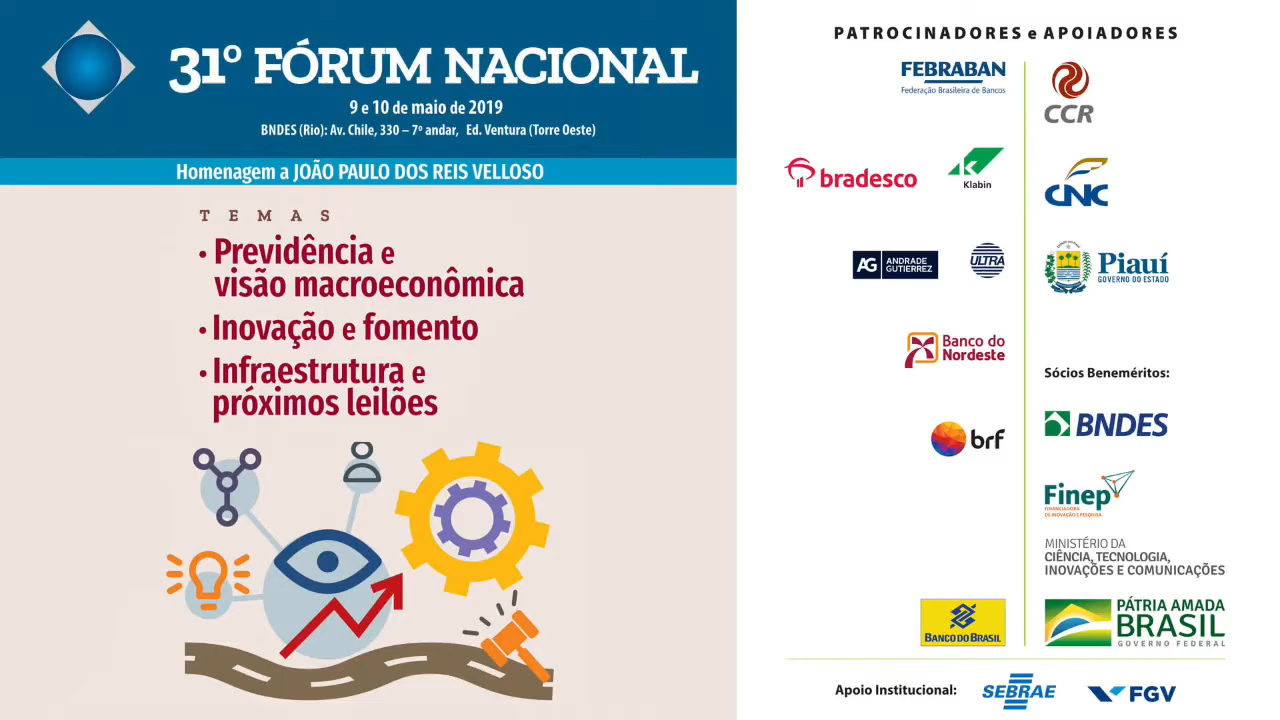 31º FÓRUM NACIONAL
9 e 10 de maio de 2019
BNDES (Rio): Av. Chile, 330 – 7º andar, Ed. Ventura (Torre Oeste)
Homenagem a JOÃO PAULO DOS REIS VELLOSO
TEMAS
• Previdência e
visão macroeconômica
• Inovação e fomento
• Infraestrutura e
próximos leilões
PATROCINADORES e APOIADORES
FEBRABAN
Federação Brasileira de Bancos
CCR
bradesco
Klabin
CNC
AG ANDRADE
GUTIERREZ
ULTRA
Piauí
GOVERNO DO ESTADO
Banco do
Nordeste
Sócios Beneméritos:
BNDES
brf
Finep
FINANCIADORA
DE INOVAÇÃO E PESQUISA
MINISTÉRIO DA
CIÊNCIA, TECNOLOGIA,
INOVAÇÕES E COMUNICAÇÕES
BANCO DO BRASIL
PÁTRIA AMADA
BRASIL
GOVERNO FEDERAL
Apoio Institucional:
SEBRAE
FGV